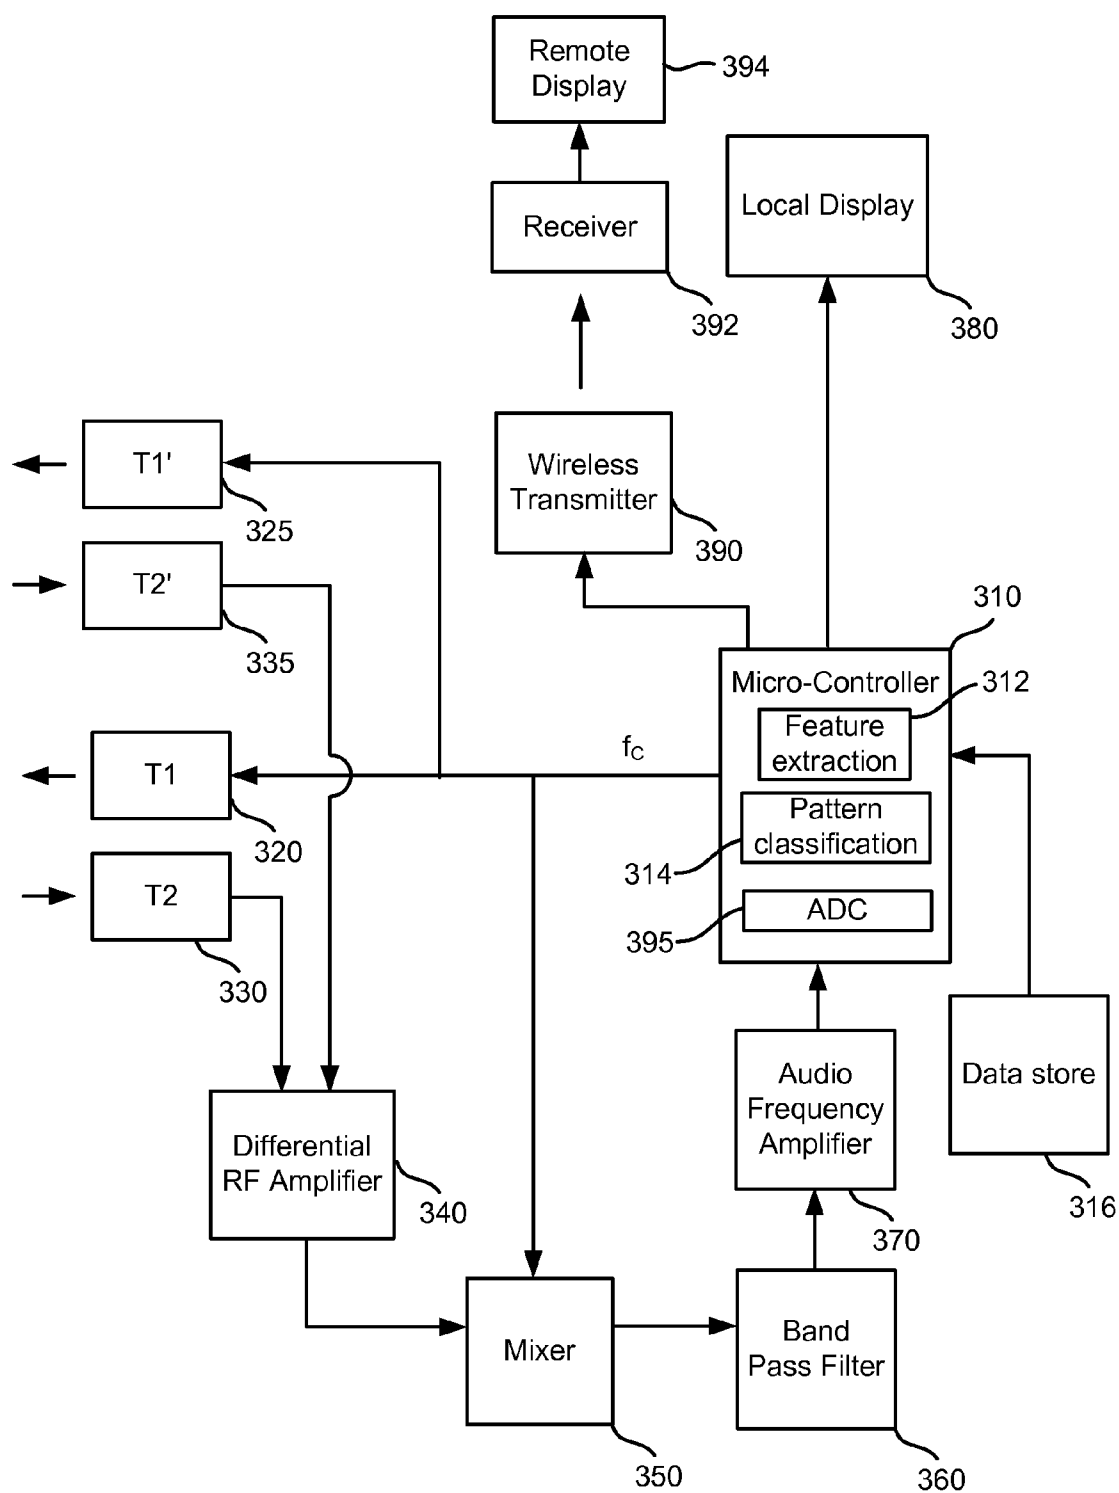 Remote
Display
394
Local Display
Receiver
392
380
T1'
Wireless
Transmitter
325
390
T2'
335
310
Micro-Controller
312
Feature
extraction
fC
T1
320
Pattern
classification
314
T2
ADC
395
330
Audio
Frequency
Amplifier
Data store
Differential
RF Amplifier
340
316
370
Mixer
Band
Pass Filter
350
360